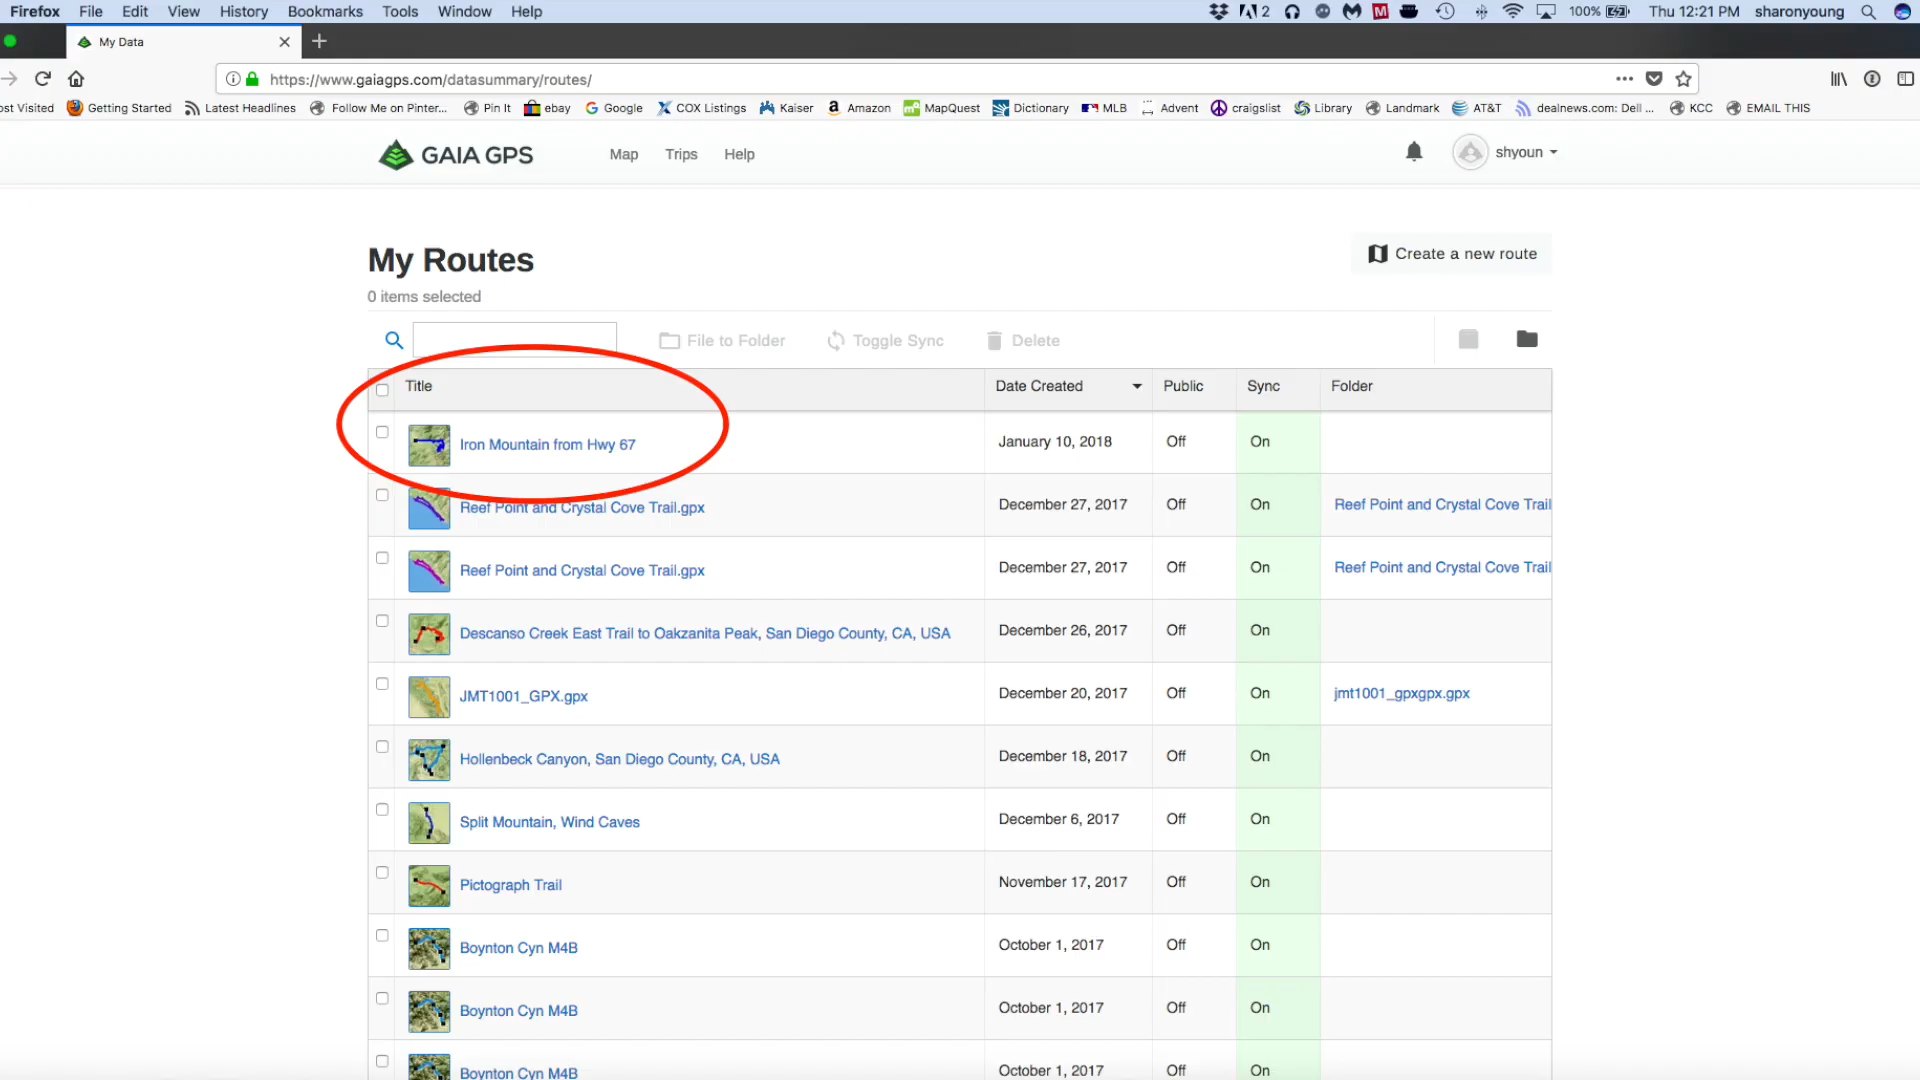 Firefox File Edit View History Bookmarks Tools Window Help 2 100% Thu 12:21 PM sharonyoung
My Data
https://www.gaiagps.com/datasummary/routes/
ost Visited Getting Started Latest Headlines Follow Me on Pinter... Pin It ebay Google COX Listings Kaiser Amazon MapQuest Dictionary MLB Advent craigslist Library Landmark AT&T dealnews.com: Dell ... KCC EMAIL THIS
GAIA GPS Map Trips Help shyoun
My Routes Create a new route
0 items selected
File to Folder Toggle Sync Delete
Title Date Created Public Sync Folder
Iron Mountain from Hwy 67 January 10, 2018 Off On
Reef Point and Crystal Cove Trail.gpx December 27, 2017 Off On Reef Point and Crystal Cove Trail
Reef Point and Crystal Cove Trail.gpx December 27, 2017 Off On Reef Point and Crystal Cove Trail
Descanso Creek East Trail to Oakzanita Peak, San Diego County, CA, USA December 26, 2017 Off On
JMT1001_GPX.gpx December 20, 2017 Off On jmt1001_gpxgpx.gpx
Hollenbeck Canyon, San Diego County, CA, USA December 18, 2017 Off On
Split Mountain, Wind Caves December 6, 2017 Off On
Pictograph Trail November 17, 2017 Off On
Boynton Cyn M4B October 1, 2017 Off On
Boynton Cyn M4B October 1, 2017 Off On
Boynton Cyn M4B October 1, 2017 Off On